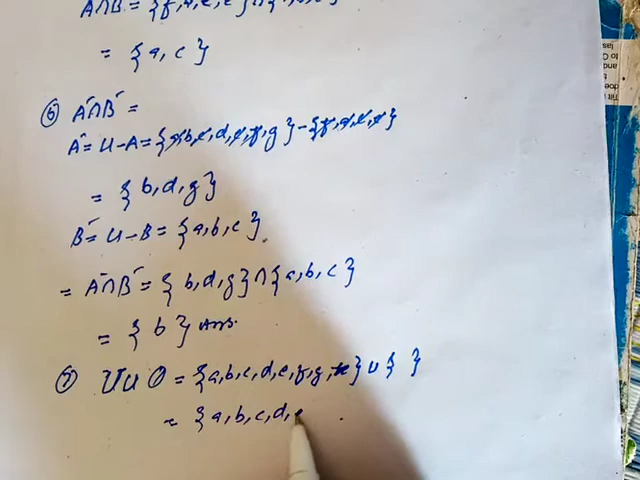 A∩B =
= {a, c}
⑥ A′∩B′ =
A′ = U-A = {a, b, c, d, e, f, g} - {f, a, c, e}
= {b, d, g}
B′ = U-B = {a, b, c}.
= A′∩B′ = {b, d, g} ∩ {a, b, c}
= {b} Ans.
⑦ U∪∅ = {a, b, c, d, e, f, g, } ∪ { }
= {a, b, c, d, e